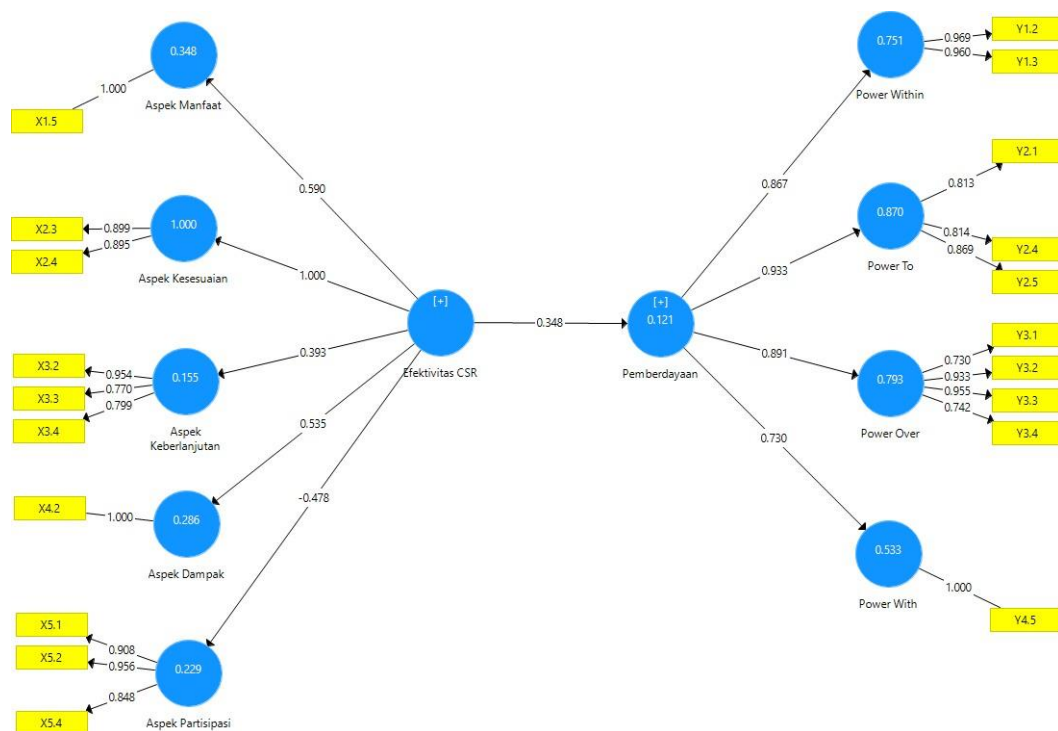 0.348
Aspek Manfaat
1.000
X1.5
0.590
X2.3
X2.4
0.899
0.895
1.000
Aspek Kesesuaian
1.000
X3.2
X3.3
X3.4
0.954
0.770
0.799
0.155
Aspek
Keberlanjutan
0.393
X4.2
1.000
0.286
Aspek Dampak
0.535
X5.1
X5.2
X5.4
0.908
0.956
0.848
0.229
Aspek Partisipasi
-0.478
[+]
Efektivitas CSR
0.348
[+]
0.121
Pemberdayaan
0.867
0.751
Power Within
0.969
0.960
Y1.2
Y1.3
0.933
0.870
Power To
0.813
0.814
0.869
Y2.1
Y2.4
Y2.5
0.891
0.793
Power Over
0.730
0.933
0.955
0.742
Y3.1
Y3.2
Y3.3
Y3.4
0.730
0.533
Power With
1.000
Y4.5